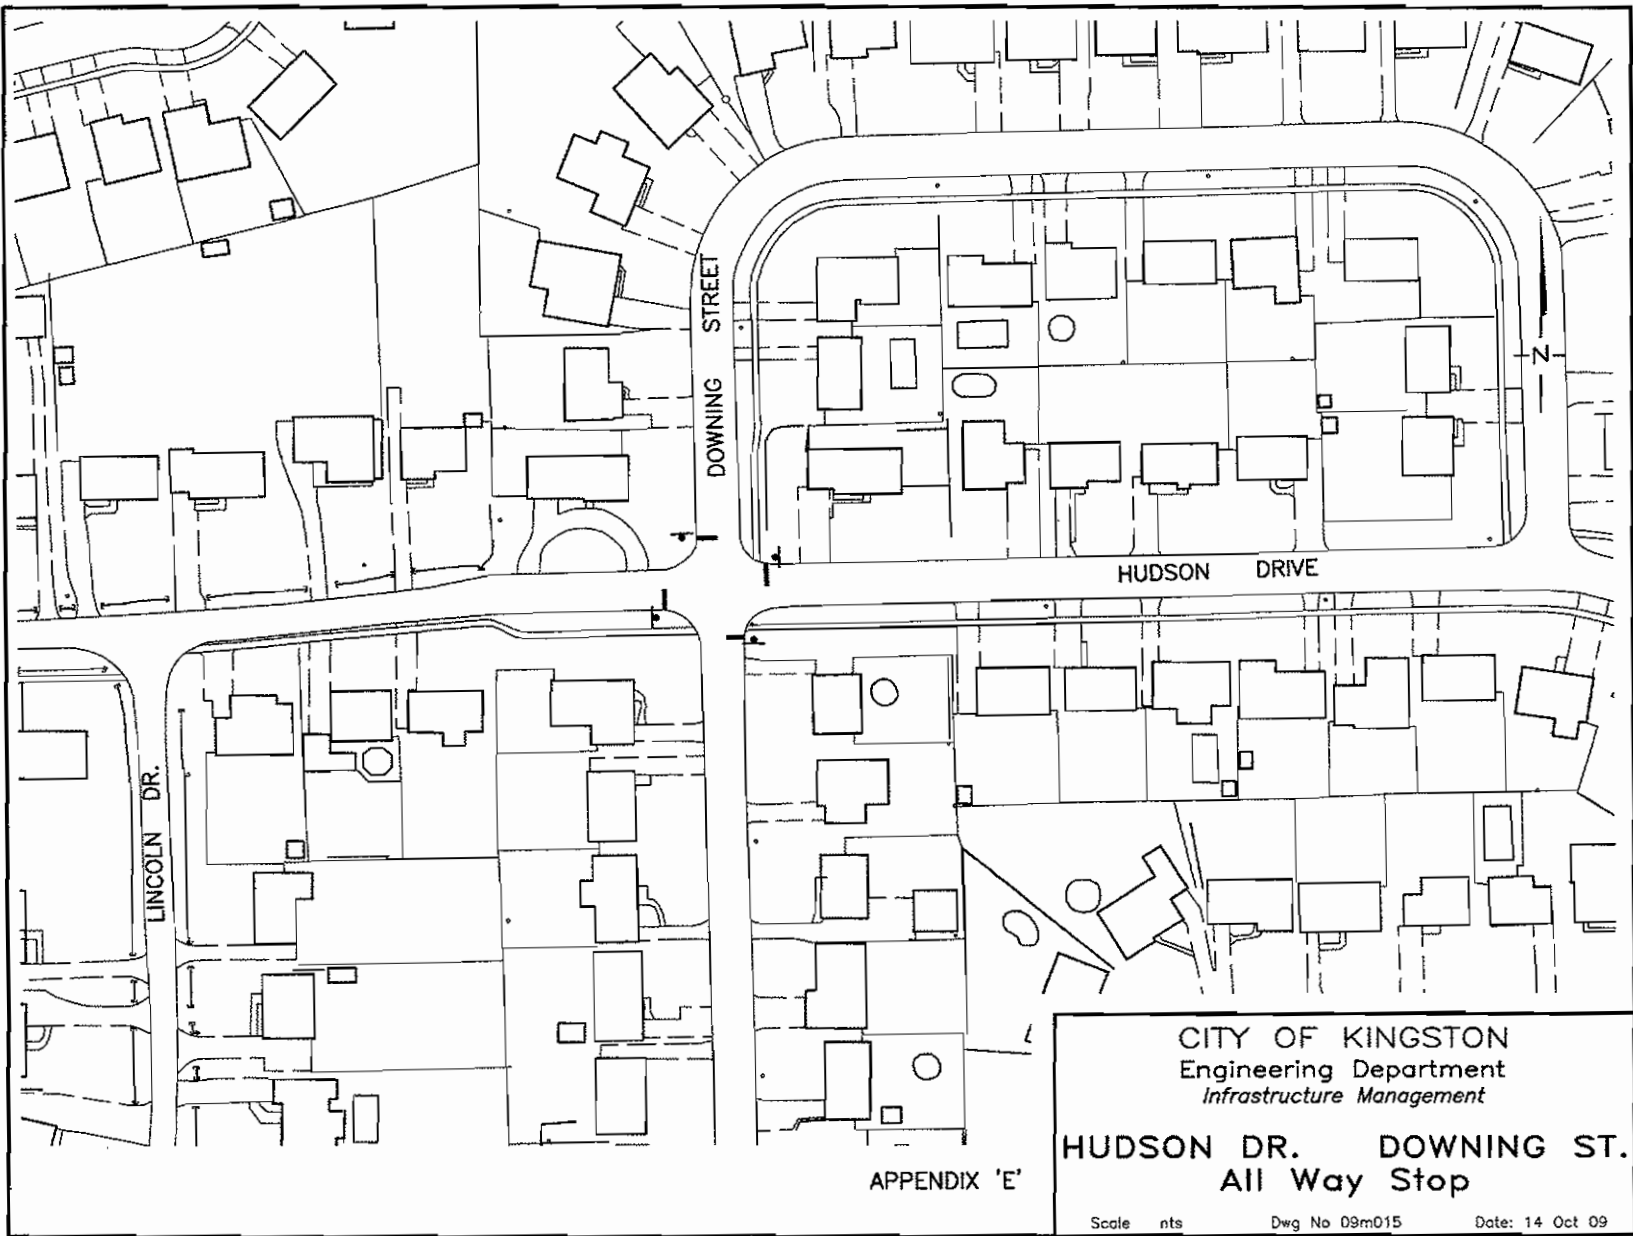 DOWNING STREET
N
HUDSON DRIVE
LINCOLN DR.
CITY OF KINGSTON
Engineering Department
Infrastructure Management
HUDSON DR. DOWNING ST.
All Way Stop
APPENDIX 'E'
Scale nts Dwg No 09m015 Date: 14 Oct 09